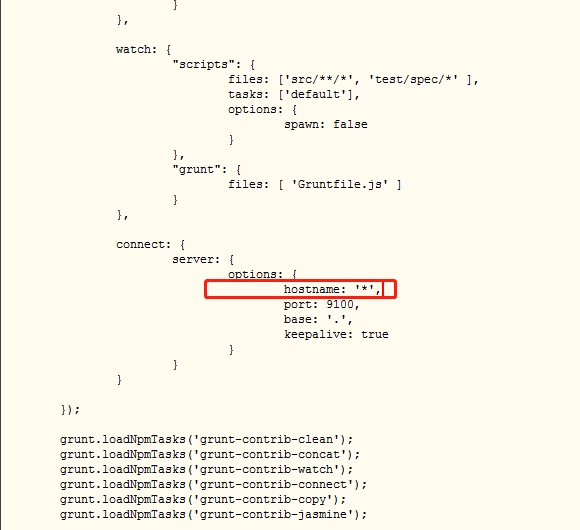 }
},
watch: {
"scripts": {
files: ['src/**/*', 'test/spec/*' ],
tasks: ['default'],
options: {
spawn: false
}
},
"grunt": {
files: [ 'Gruntfile.js' ]
}
},
connect: {
server: {
options: {
hostname: '*',
port: 9100,
base: '.',
keepalive: true
}
}
}
});
grunt.loadNpmTasks('grunt-contrib-clean');
grunt.loadNpmTasks('grunt-contrib-concat');
grunt.loadNpmTasks('grunt-contrib-watch');
grunt.loadNpmTasks('grunt-contrib-connect');
grunt.loadNpmTasks('grunt-contrib-copy');
grunt.loadNpmTasks('grunt-contrib-jasmine');